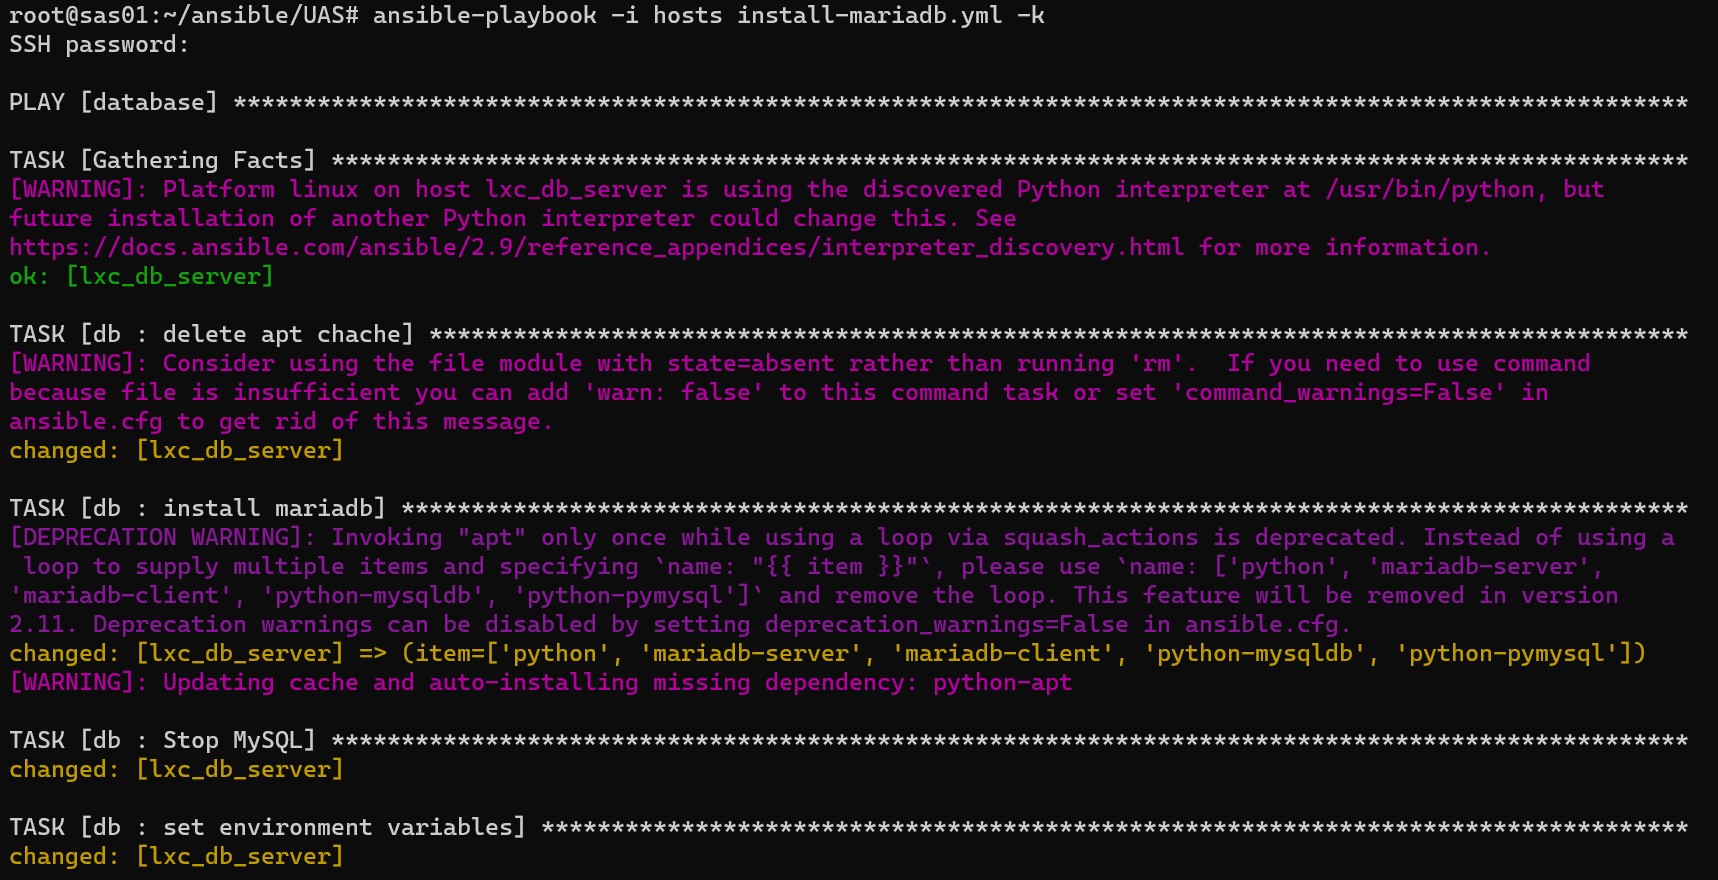 root@sas01:~/ansible/UAS# ansible-playbook -i hosts install-mariadb.yml -k
SSH password:
PLAY [database] ********************************************************************************************************
TASK [Gathering Facts] *************************************************************************************************
[WARNING]: Platform linux on host lxc_db_server is using the discovered Python interpreter at /usr/bin/python, but
future installation of another Python interpreter could change this. See
https://docs.ansible.com/ansible/2.9/reference_appendices/interpreter_discovery.html for more information.
ok: [lxc_db_server]
TASK [db : delete apt chache] ******************************************************************************************
[WARNING]: Consider using the file module with state=absent rather than running 'rm'.  If you need to use command
because file is insufficient you can add 'warn: false' to this command task or set 'command_warnings=False' in
ansible.cfg to get rid of this message.
changed: [lxc_db_server]
TASK [db : install mariadb] ********************************************************************************************
[DEPRECATION WARNING]: Invoking "apt" only once while using a loop via squash_actions is deprecated. Instead of using a
 loop to supply multiple items and specifying `name: "{{ item }}"`, please use `name: ['python', 'mariadb-server',
'mariadb-client', 'python-mysqldb', 'python-pymysql']` and remove the loop. This feature will be removed in version
2.11. Deprecation warnings can be disabled by setting deprecation_warnings=False in ansible.cfg.
changed: [lxc_db_server] => (item=['python', 'mariadb-server', 'mariadb-client', 'python-mysqldb', 'python-pymysql'])
[WARNING]: Updating cache and auto-installing missing dependency: python-apt
TASK [db : Stop MySQL] *************************************************************************************************
changed: [lxc_db_server]
TASK [db : set environment variables] **********************************************************************************
changed: [lxc_db_server]